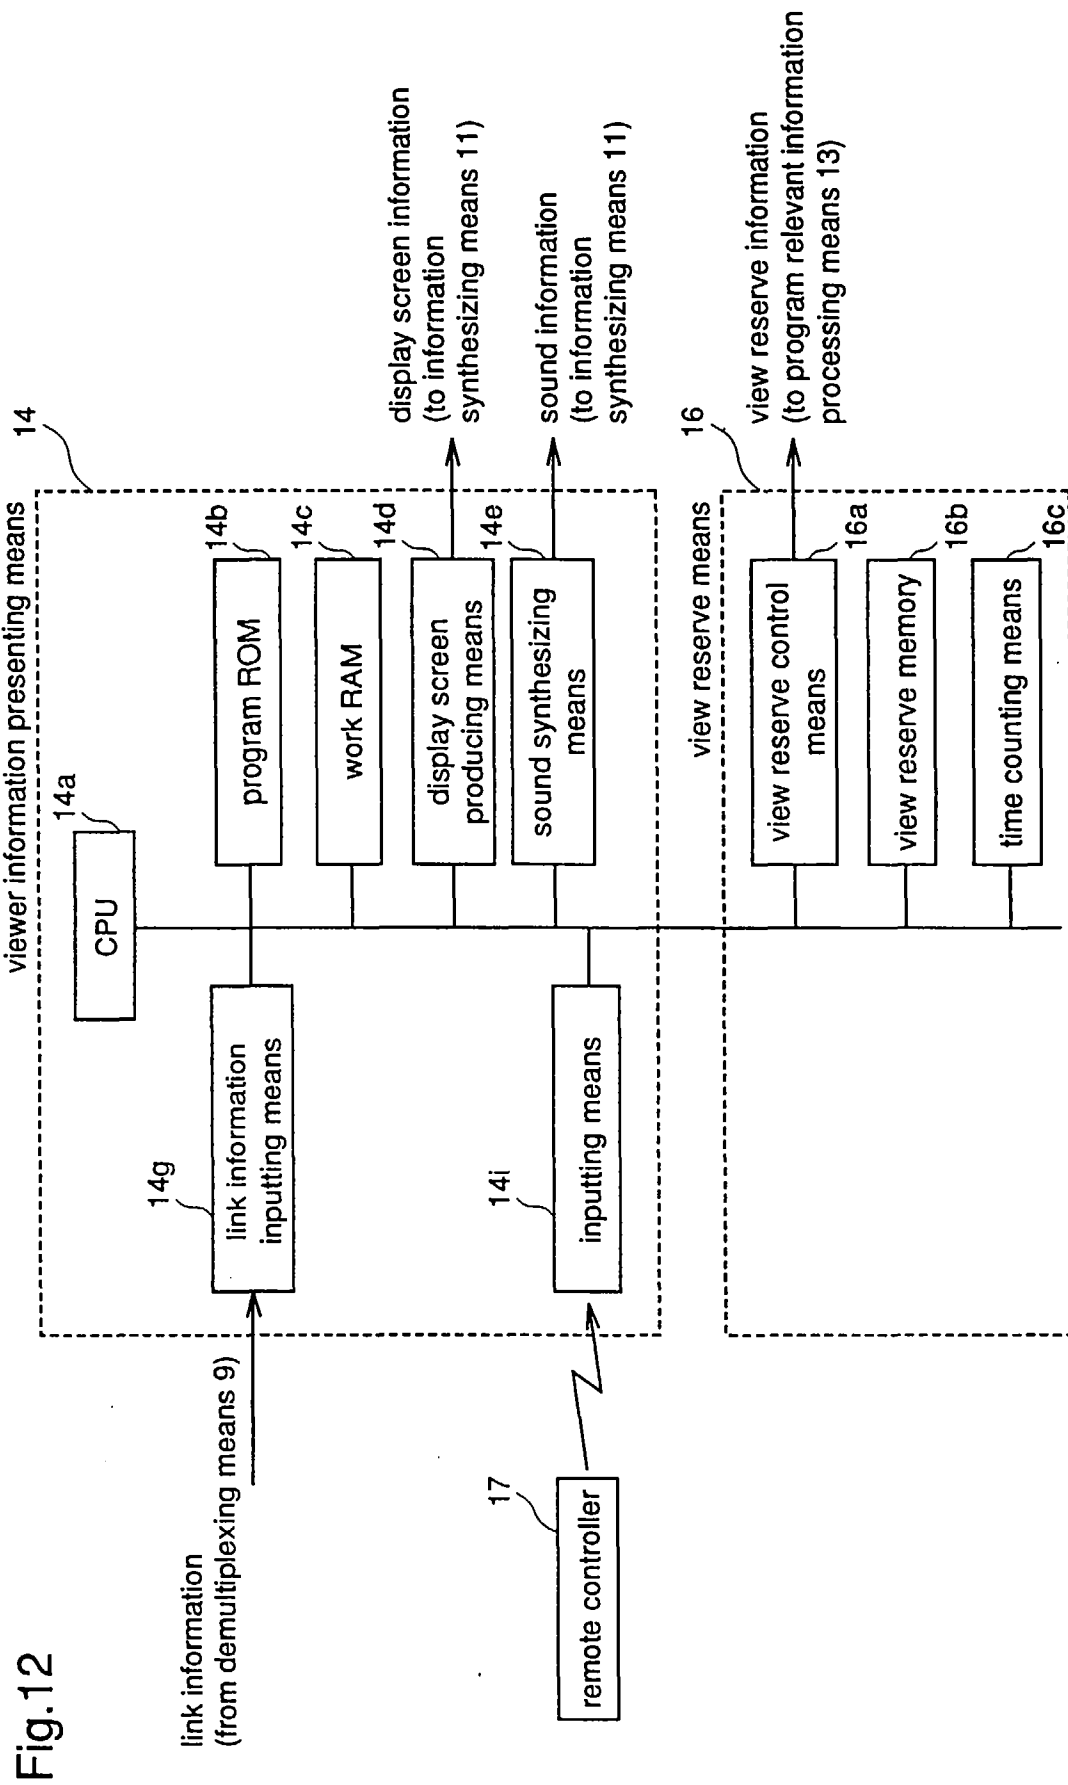 Fig.12
viewer information presenting means
14
CPU
14a
link information
(from demultiplexing means 9)
14g
link information
inputting means
program ROM
14b
work RAM
14c
display screen
producing means
14d
display screen information
(to information
synthesizing means 11)
sound synthesizing
means
14e
sound information
(to information
synthesizing means 11)
17
remote controller
14i
inputting means
view reserve means
16
view reserve control
means
16a
view reserve information
(to program relevant information
processing means 13)
view reserve memory
16b
time counting means
16c